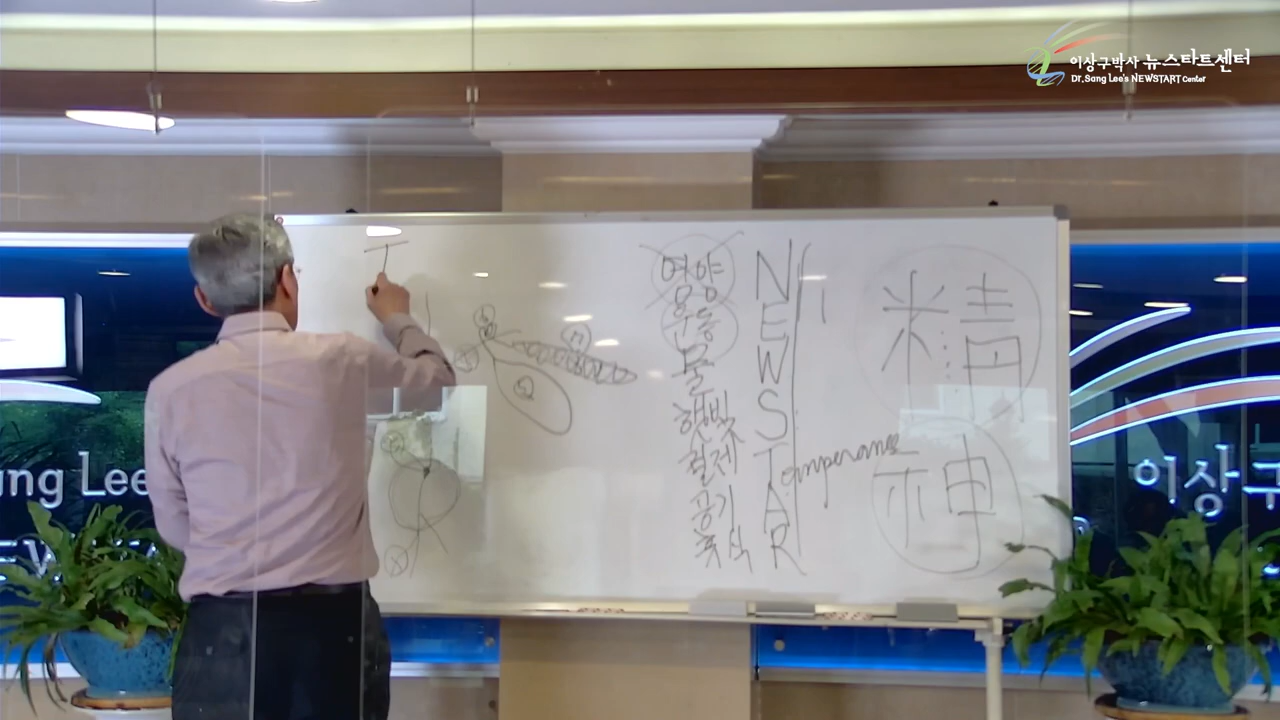 이상구박사 뉴스타트센터
Dr. Sang Lee's NEWSTART Center
T
영양 N
운동 E
물 W
햇빛 S
절제 Temperance
공기 A
휴식 R
精
神
ang Lee
이상구